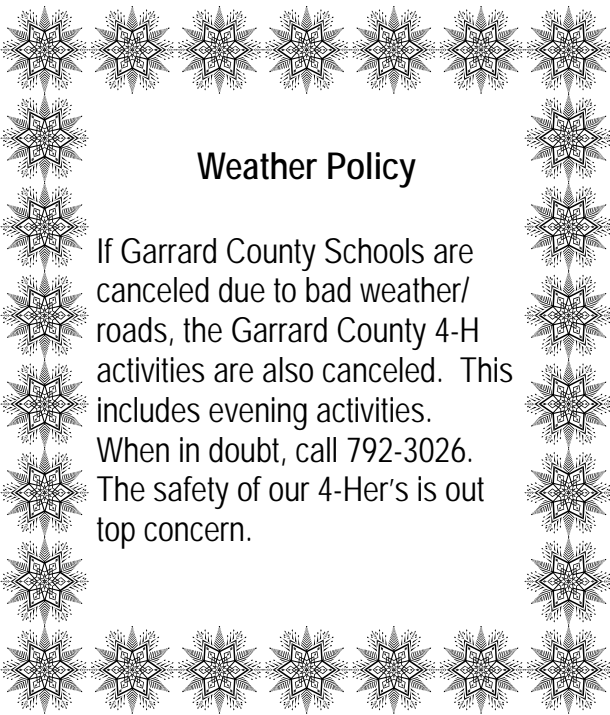 Weather Policy
If Garrard County Schools are
canceled due to bad weather/
roads, the Garrard County 4-H
activities are also canceled.  This
includes evening activities.
When in doubt, call 792-3026.
The safety of our 4-Her’s is out
top concern.